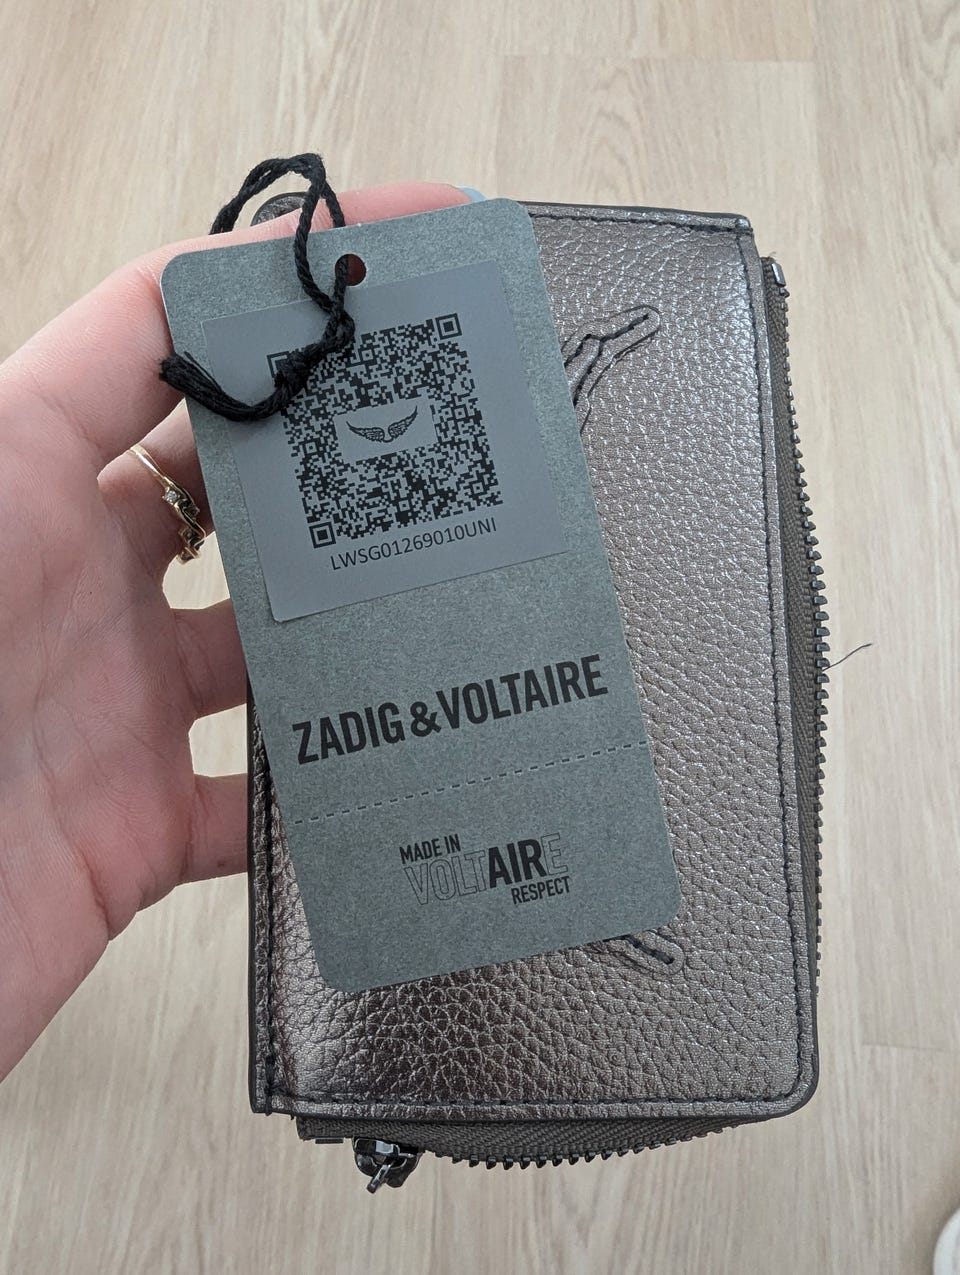 LWSG01269010UNI
ZADIG & VOLTAIRE
MADE IN
VOLTAIRE
RESPECT